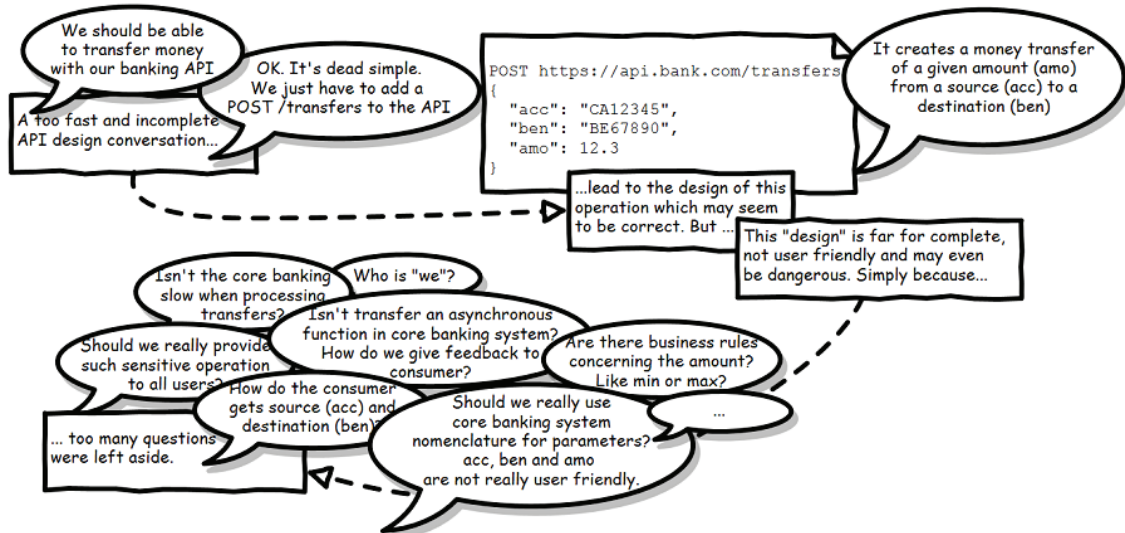 We should be able
to transfer money
with our banking API
OK. It's dead simple.
We just have to add a
POST /transfers to the API
A too fast and incomplete
API design conversation...
POST https://api.bank.com/transfers
{
"acc": "CA12345",
"ben": "BE67890",
"amo": 12.3
}
It creates a money transfer
of a given amount (amo)
from a source (acc) to a
destination (ben)
...lead to the design of this
operation which may seem
to be correct. But ...
This "design" is far for complete,
not user friendly and may even
be dangerous. Simply because...
Isn't the core banking
slow when processing
transfers?
Who is "we"?
Isn't transfer an asynchronous
function in core banking system?
How do we give feedback to
consumer?
Are there business rules
concerning the amount?
Like min or max?
Should we really provide
such sensitive operation
to all users?
How do the consumer
gets source (acc) and
destination (ben)?
Should we really use
core banking system
nomenclature for parameters?
acc, ben and amo
are not really user friendly.
...
... too many questions
were left aside.